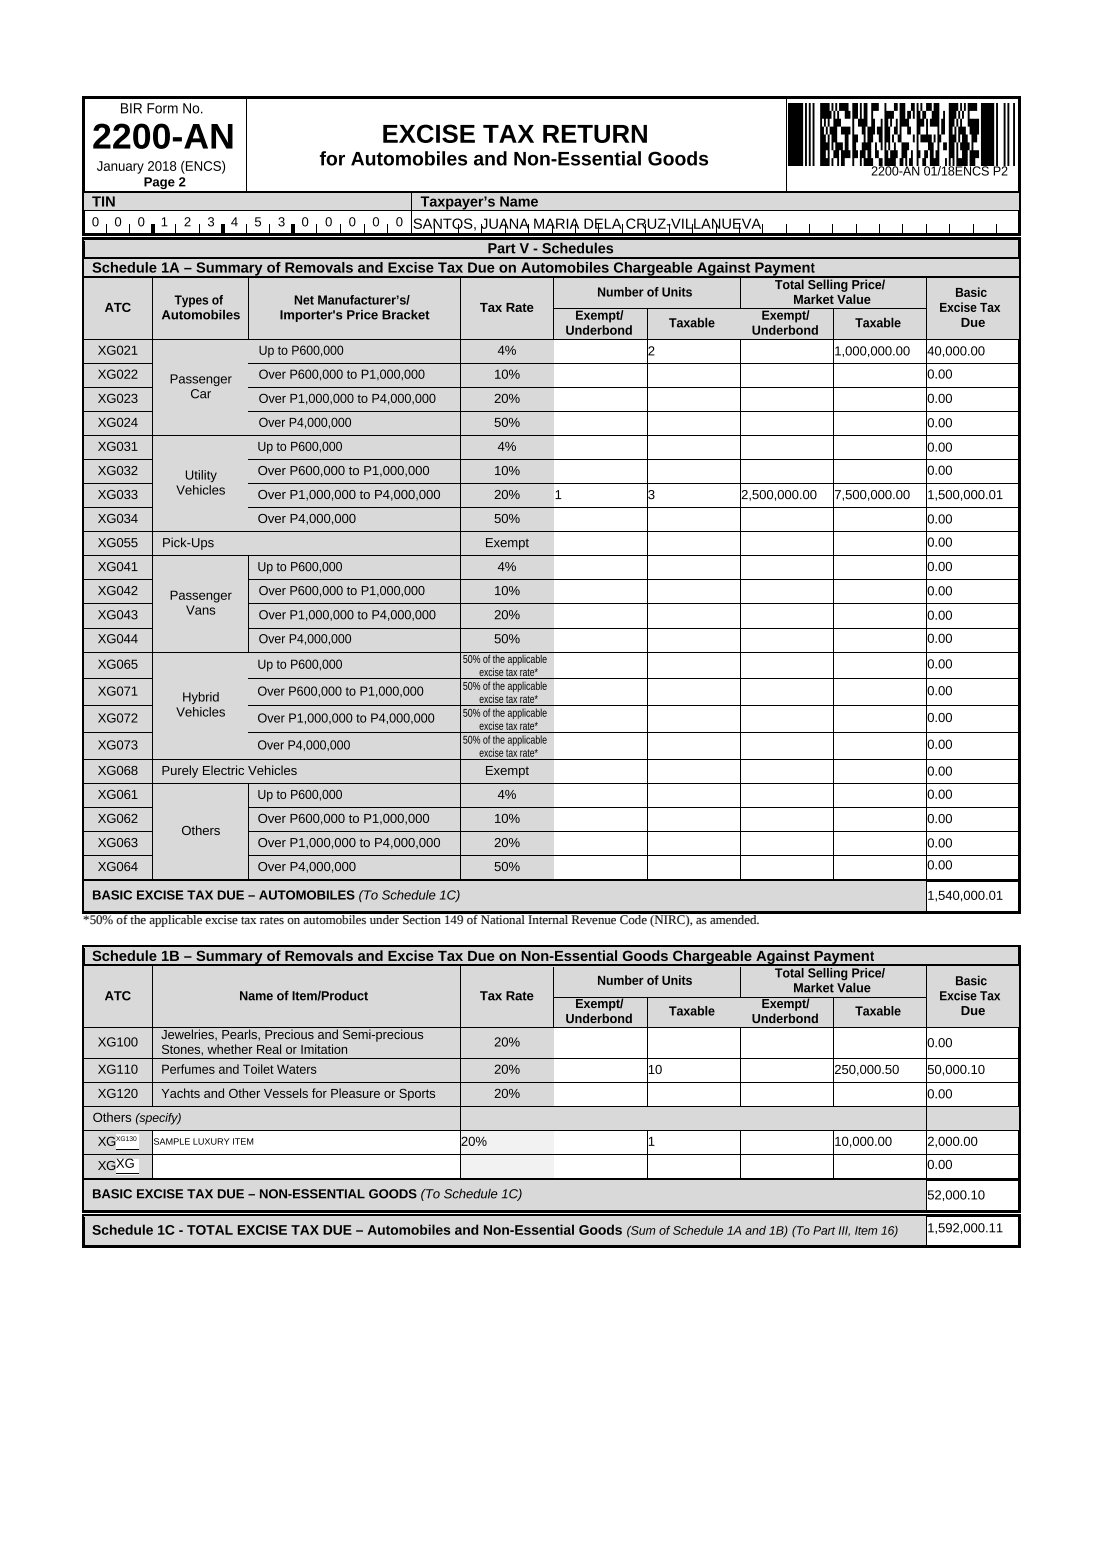 BIR Form No.
2200-AN
January 2018 (ENCS)
Page 2
EXCISE TAX RETURN
for Automobiles and Non-Essential Goods
2200-AN 01/18ENCS P2
TIN Taxpayer's Name
0 0 0 1 2 3 4 5 3 0 0 0 0 0 SANTOS, JUANA MARIA DELA CRUZ-VILLANUEVA
Part V - Schedules
Schedule 1A – Summary of Removals and Excise Tax Due on Automobiles Chargeable Against Payment
ATC Types of Automobiles Net Manufacturer's/ Importer's Price Bracket Tax Rate Number of Units Total Selling Price/ Market Value Basic Excise Tax Due
Exempt/ Underbond Taxable Exempt/ Underbond Taxable
XG021 Passenger Car Up to P600,000 4% 2 1,000,000.00 40,000.00
XG022 Over P600,000 to P1,000,000 10% 0.00
XG023 Over P1,000,000 to P4,000,000 20% 0.00
XG024 Over P4,000,000 50% 0.00
XG031 Utility Vehicles Up to P600,000 4% 0.00
XG032 Over P600,000 to P1,000,000 10% 0.00
XG033 Over P1,000,000 to P4,000,000 20% 1 3 2,500,000.00 7,500,000.00 1,500,000.01
XG034 Over P4,000,000 50% 0.00
XG055 Pick-Ups Exempt 0.00
XG041 Passenger Vans Up to P600,000 4% 0.00
XG042 Over P600,000 to P1,000,000 10% 0.00
XG043 Over P1,000,000 to P4,000,000 20% 0.00
XG044 Over P4,000,000 50% 0.00
XG065 Hybrid Vehicles Up to P600,000 50% of the applicable excise tax rate* 0.00
XG071 Over P600,000 to P1,000,000 50% of the applicable excise tax rate* 0.00
XG072 Over P1,000,000 to P4,000,000 50% of the applicable excise tax rate* 0.00
XG073 Over P4,000,000 50% of the applicable excise tax rate* 0.00
XG068 Purely Electric Vehicles Exempt 0.00
XG061 Others Up to P600,000 4% 0.00
XG062 Over P600,000 to P1,000,000 10% 0.00
XG063 Over P1,000,000 to P4,000,000 20% 0.00
XG064 Over P4,000,000 50% 0.00
BASIC EXCISE TAX DUE – AUTOMOBILES (To Schedule 1C) 1,540,000.01
*50% of the applicable excise tax rates on automobiles under Section 149 of National Internal Revenue Code (NIRC), as amended.
Schedule 1B – Summary of Removals and Excise Tax Due on Non-Essential Goods Chargeable Against Payment
ATC Name of Item/Product Tax Rate Number of Units Total Selling Price/ Market Value Basic Excise Tax Due
Exempt/ Underbond Taxable Exempt/ Underbond Taxable
XG100 Jewelries, Pearls, Precious and Semi-precious Stones, whether Real or Imitation 20% 0.00
XG110 Perfumes and Toilet Waters 20% 10 250,000.50 50,000.10
XG120 Yachts and Other Vessels for Pleasure or Sports 20% 0.00
Others (specify)
XG XG130 SAMPLE LUXURY ITEM 20% 1 10,000.00 2,000.00
XG XG 0.00
BASIC EXCISE TAX DUE – NON-ESSENTIAL GOODS (To Schedule 1C) 52,000.10
Schedule 1C - TOTAL EXCISE TAX DUE – Automobiles and Non-Essential Goods (Sum of Schedule 1A and 1B) (To Part III, Item 16) 1,592,000.11